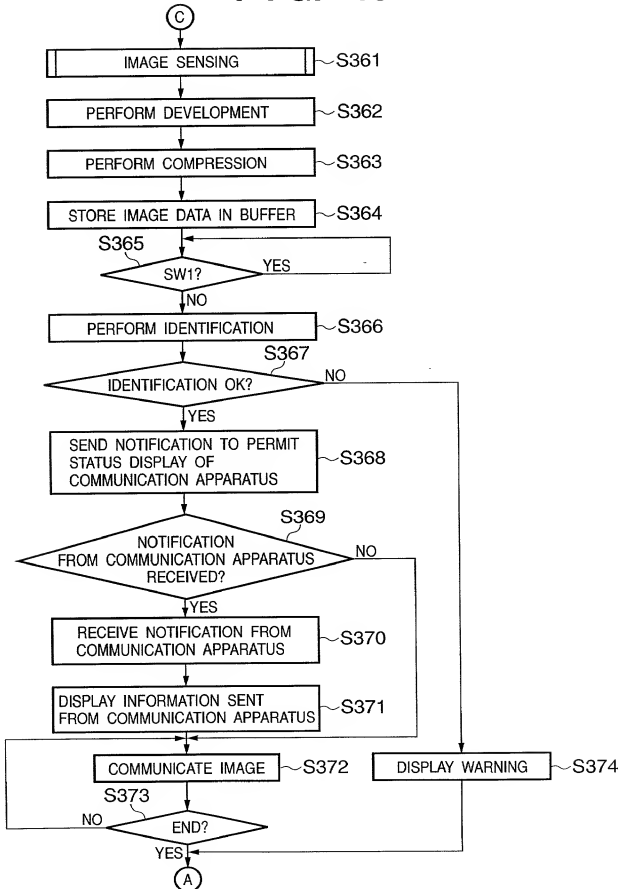 C
IMAGE SENSING
S361
PERFORM DEVELOPMENT
S362
PERFORM COMPRESSION
S363
STORE IMAGE DATA IN BUFFER
S364
S365
SW1?
YES
NO
PERFORM IDENTIFICATION
S366
S367
IDENTIFICATION OK?
NO
YES
SEND NOTIFICATION TO PERMIT
STATUS DISPLAY OF
COMMUNICATION APPARATUS
S368
S369
NOTIFICATION
FROM COMMUNICATION APPARATUS
RECEIVED?
NO
YES
RECEIVE NOTIFICATION FROM
COMMUNICATION APPARATUS
S370
DISPLAY INFORMATION SENT
FROM COMMUNICATION APPARATUS
S371
COMMUNICATE IMAGE
S372
DISPLAY WARNING
S374
S373
NO
END?
YES
A